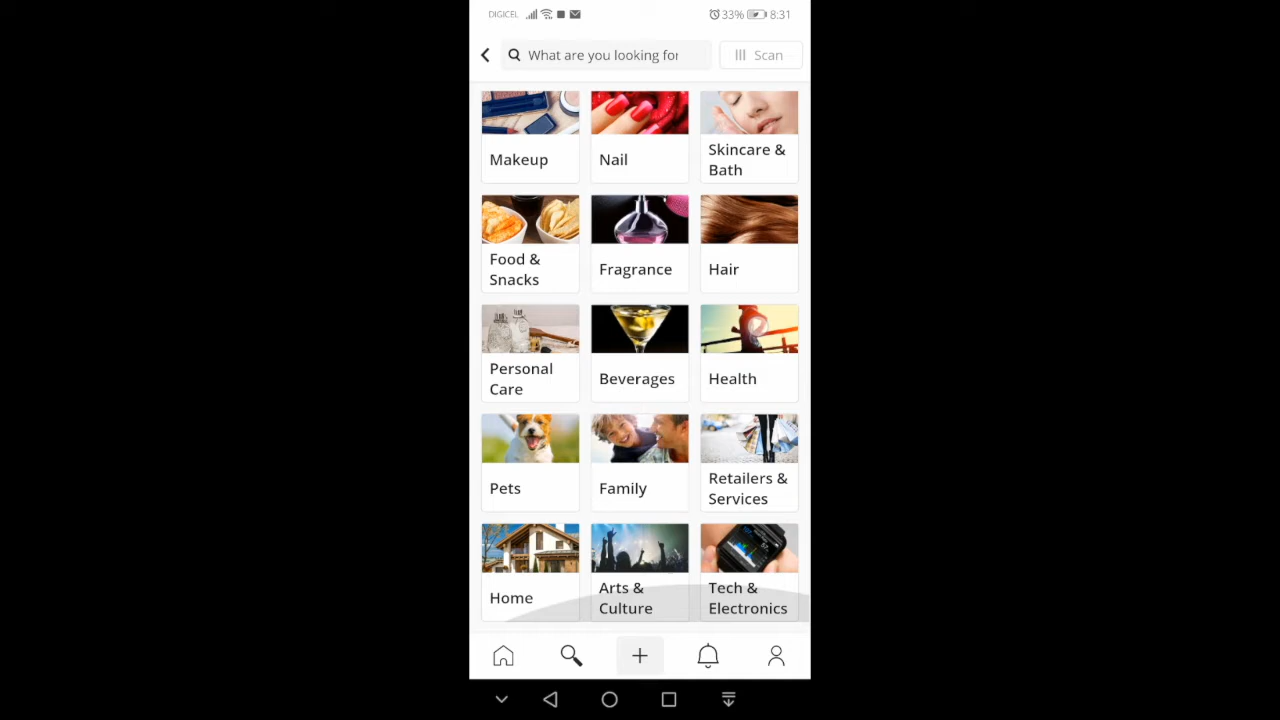 DIGICEL 33% 8:31
What are you looking for
Scan
Makeup
Nail
Skincare &
Bath
Food &
Snacks
Fragrance
Hair
Personal
Care
Beverages
Health
Pets
Family
Retailers &
Services
Home
Arts &
Culture
Tech &
Electronics